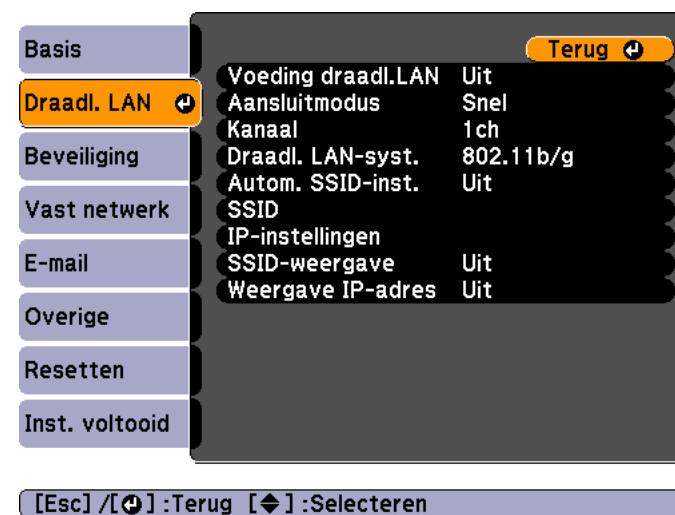 Basis
Draadl. LAN
Beveiliging
Vast netwerk
E-mail
Overige
Resetten
Inst. voltooid
Terug
Voeding draadl.LAN Uit
Aansluitmodus Snel
Kanaal 1ch
Draadl. LAN-syst. 802.11b/g
Autom. SSID-inst. Uit
SSID
IP-instellingen
SSID-weergave Uit
Weergave IP-adres Uit
[Esc] /[⏎] :Terug [◆] :Selecteren